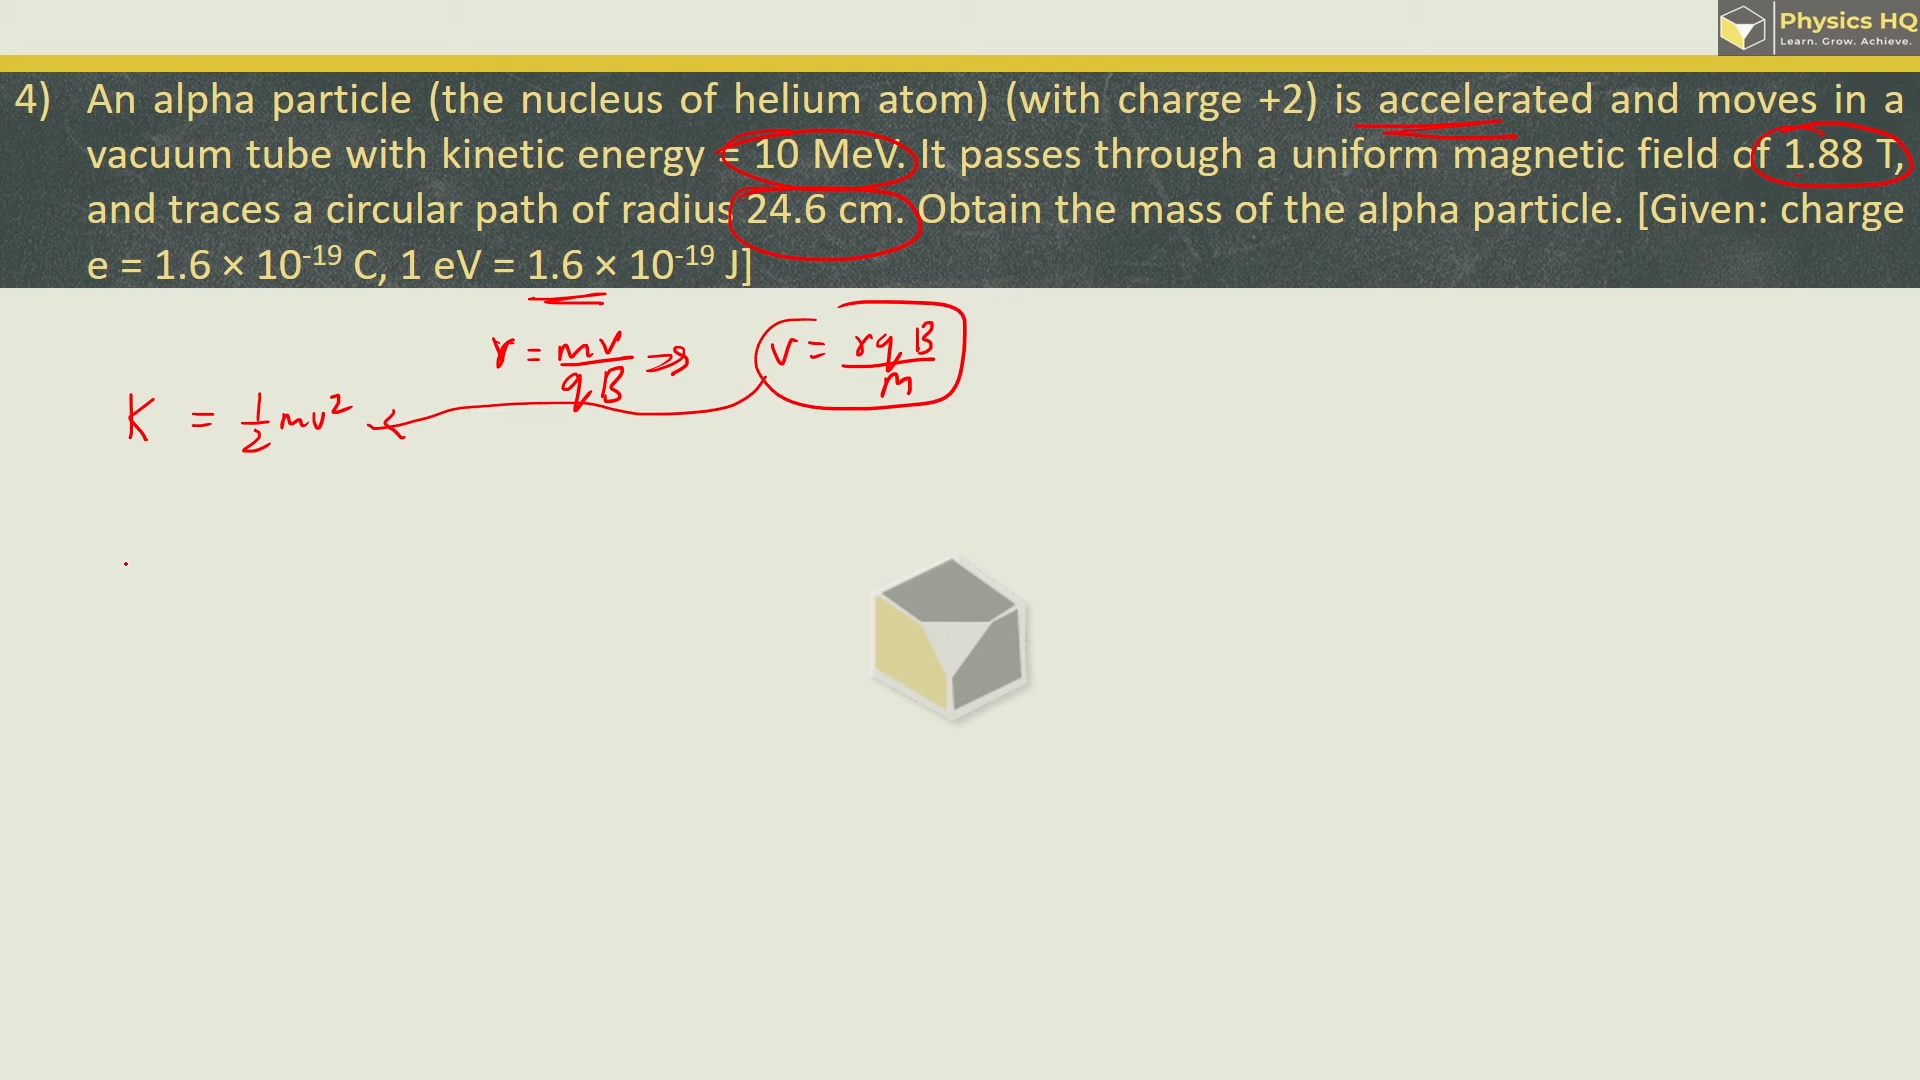 Physics HQ
Learn. Grow. Achieve.
4) An alpha particle (the nucleus of helium atom) (with charge +2) is accelerated and moves in a
vacuum tube with kinetic energy = 10 MeV. It passes through a uniform magnetic field of 1.88 T,
and traces a circular path of radius 24.6 cm. Obtain the mass of the alpha particle. [Given: charge
e = 1.6 × 10⁻¹⁹ C, 1 eV = 1.6 × 10⁻¹⁹ J]
r = mv/qB ⇒ v = rqB/m
K = 1/2 mv²